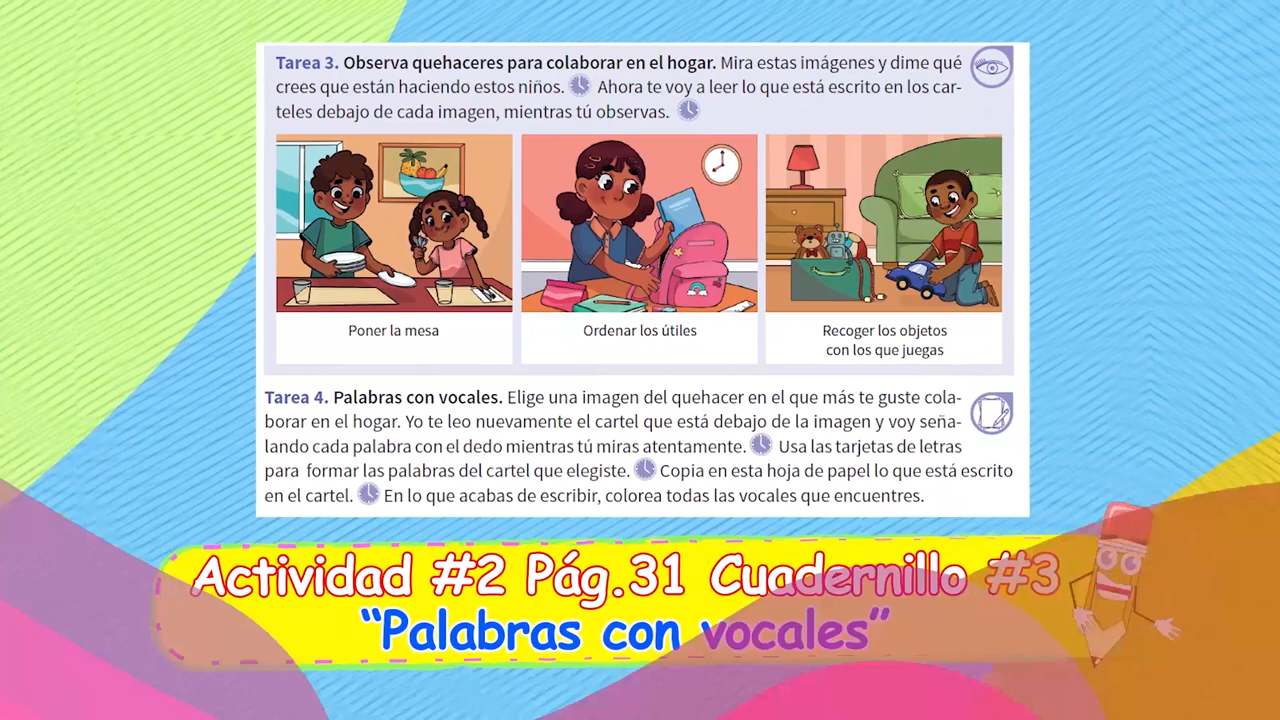 Tarea 3. Observa quehaceres para colaborar en el hogar. Mira estas imágenes y dime qué
crees que están haciendo estos niños. Ahora te voy a leer lo que está escrito en los car-
teles debajo de cada imagen, mientras tú observas.
Poner la mesa
Ordenar los útiles
Recoger los objetos
con los que juegas
Tarea 4. Palabras con vocales. Elige una imagen del quehacer en el que más te guste cola-
borar en el hogar. Yo te leo nuevamente el cartel que está debajo de la imagen y voy seña-
lando cada palabra con el dedo mientras tú miras atentamente. Usa las tarjetas de letras
para formar las palabras del cartel que elegiste. Copia en esta hoja de papel lo que está escrito
en el cartel. En lo que acabas de escribir, colorea todas las vocales que encuentres.
Actividad #2 Pág.31 Cuadernillo #3
“Palabras con vocales”